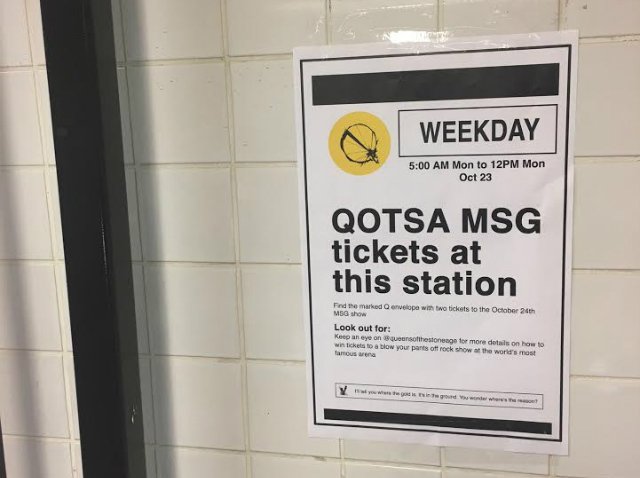 WEEKDAY
5:00 AM Mon to 12PM Mon
Oct 23
QOTSA MSG
tickets at
this station
Find the marked Q envelope with two tickets to the October 24th
MSG show
Look out for:
Keep an eye on @queensofthestoneage for more details on how to
win tickets to a blow your pants off rock show at the world's most
famous arena
I'll tell you where the gold is. It's in the ground. You wonder where's the reason?